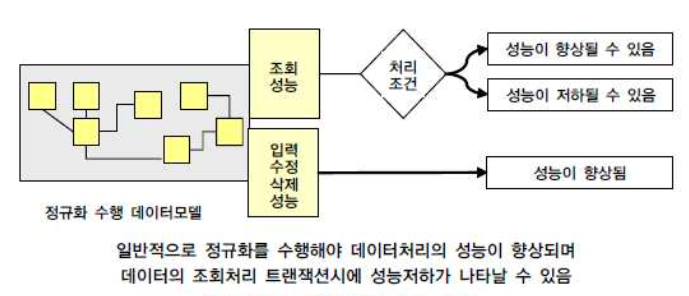 조회
성능
처리
조건
성능이 향상될 수 있음
성능이 저하될 수 있음
입력
수정
삭제
성능
성능이 향상됨
정규화 수행 데이터모델
일반적으로 정규화를 수행해야 데이터처리의 성능이 향상되며
데이터의 조회처리 트랜잭션시에 성능저하가 나타날 수 있음